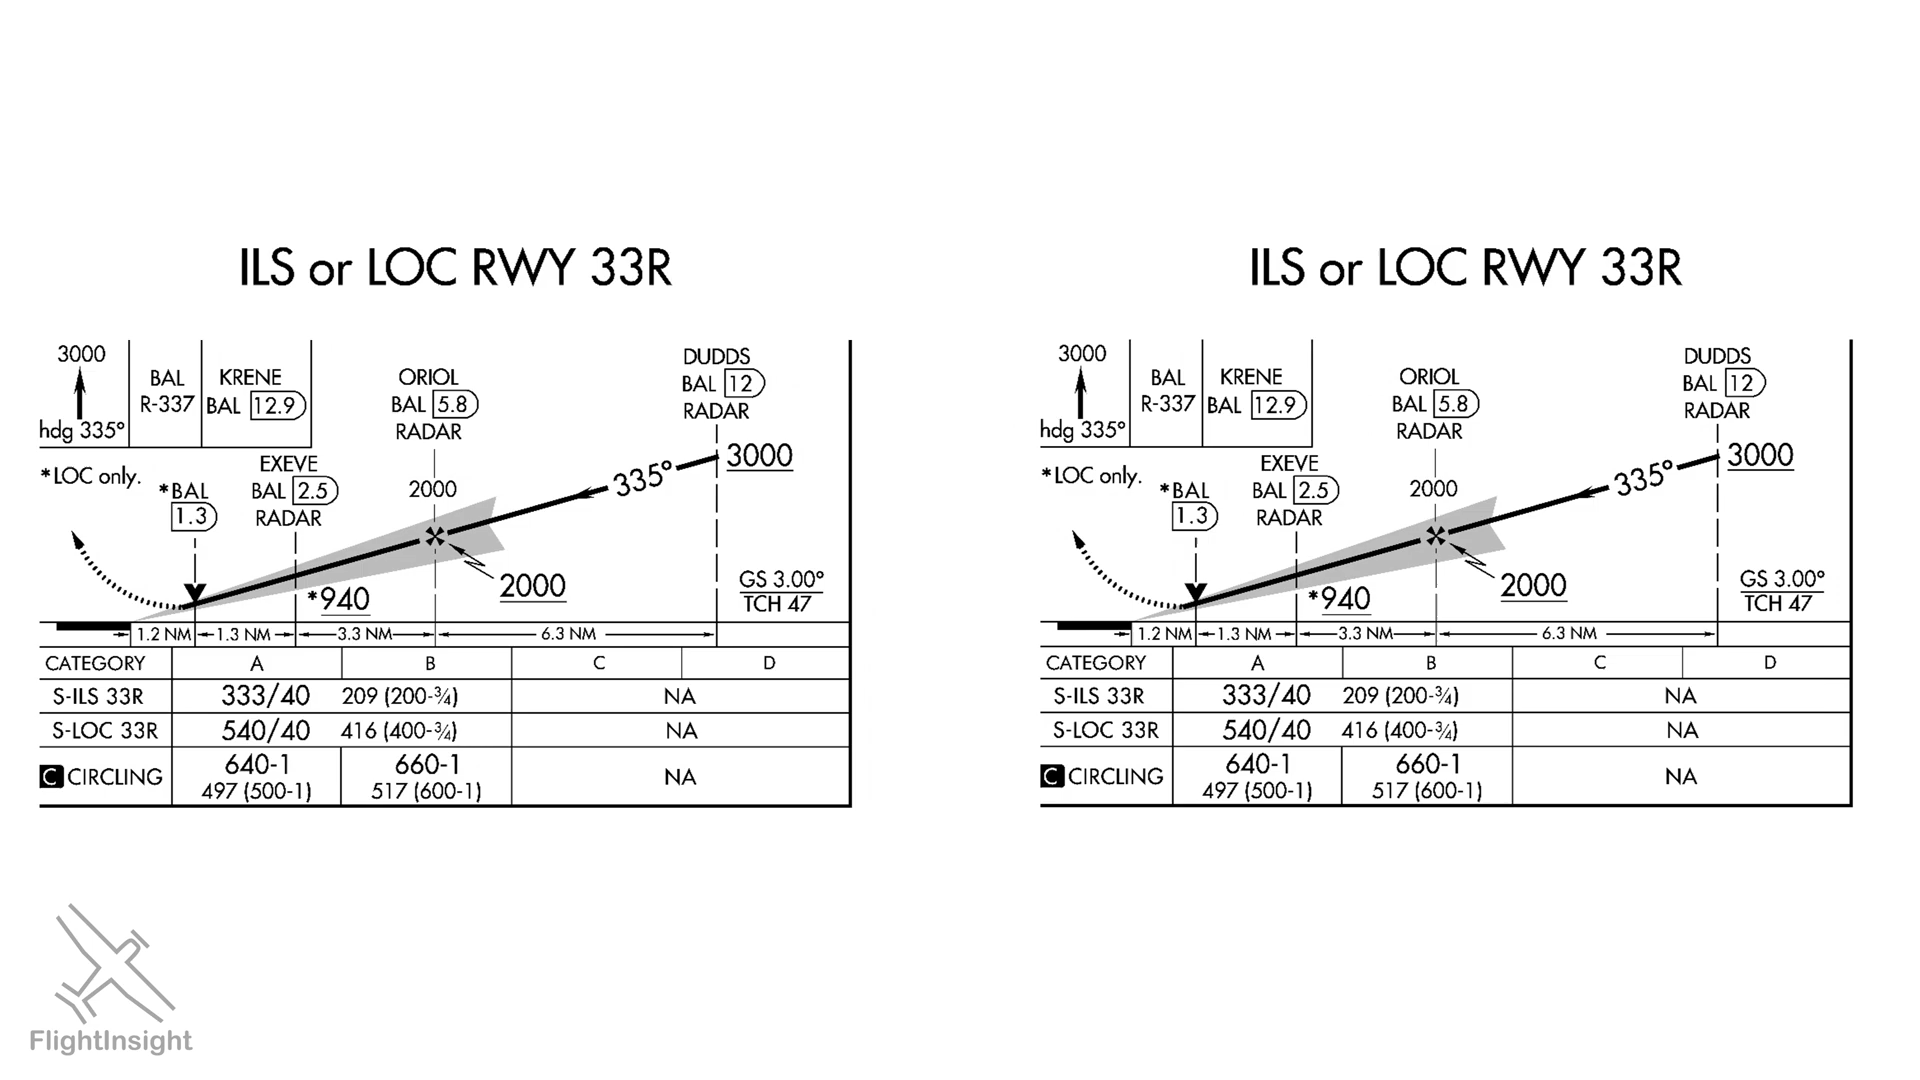 ILS or LOC RWY 33R
3000
hdg 335°
BAL
R-337
KRENE
BAL 12.9
ORIOL
BAL 5.8
RADAR
DUDDS
BAL 12
RADAR
3000
335°
*LOC only.
*BAL
1.3
EXEVE
BAL 2.5
RADAR
2000
2000
*940
GS 3.00°
TCH 47
1.2 NM 1.3 NM 3.3 NM 6.3 NM
CATEGORY A B C D
S-ILS 33R 333/40 209 (200-¾) NA
S-LOC 33R 540/40 416 (400-¾) NA
C CIRCLING 640-1 660-1 NA
497 (500-1) 517 (600-1)
ILS or LOC RWY 33R
3000
hdg 335°
BAL
R-337
KRENE
BAL 12.9
ORIOL
BAL 5.8
RADAR
DUDDS
BAL 12
RADAR
3000
335°
*LOC only.
*BAL
1.3
EXEVE
BAL 2.5
RADAR
2000
2000
*940
GS 3.00°
TCH 47
1.2 NM 1.3 NM 3.3 NM 6.3 NM
CATEGORY A B C D
S-ILS 33R 333/40 209 (200-¾) NA
S-LOC 33R 540/40 416 (400-¾) NA
C CIRCLING 640-1 660-1 NA
497 (500-1) 517 (600-1)
FlightInsight